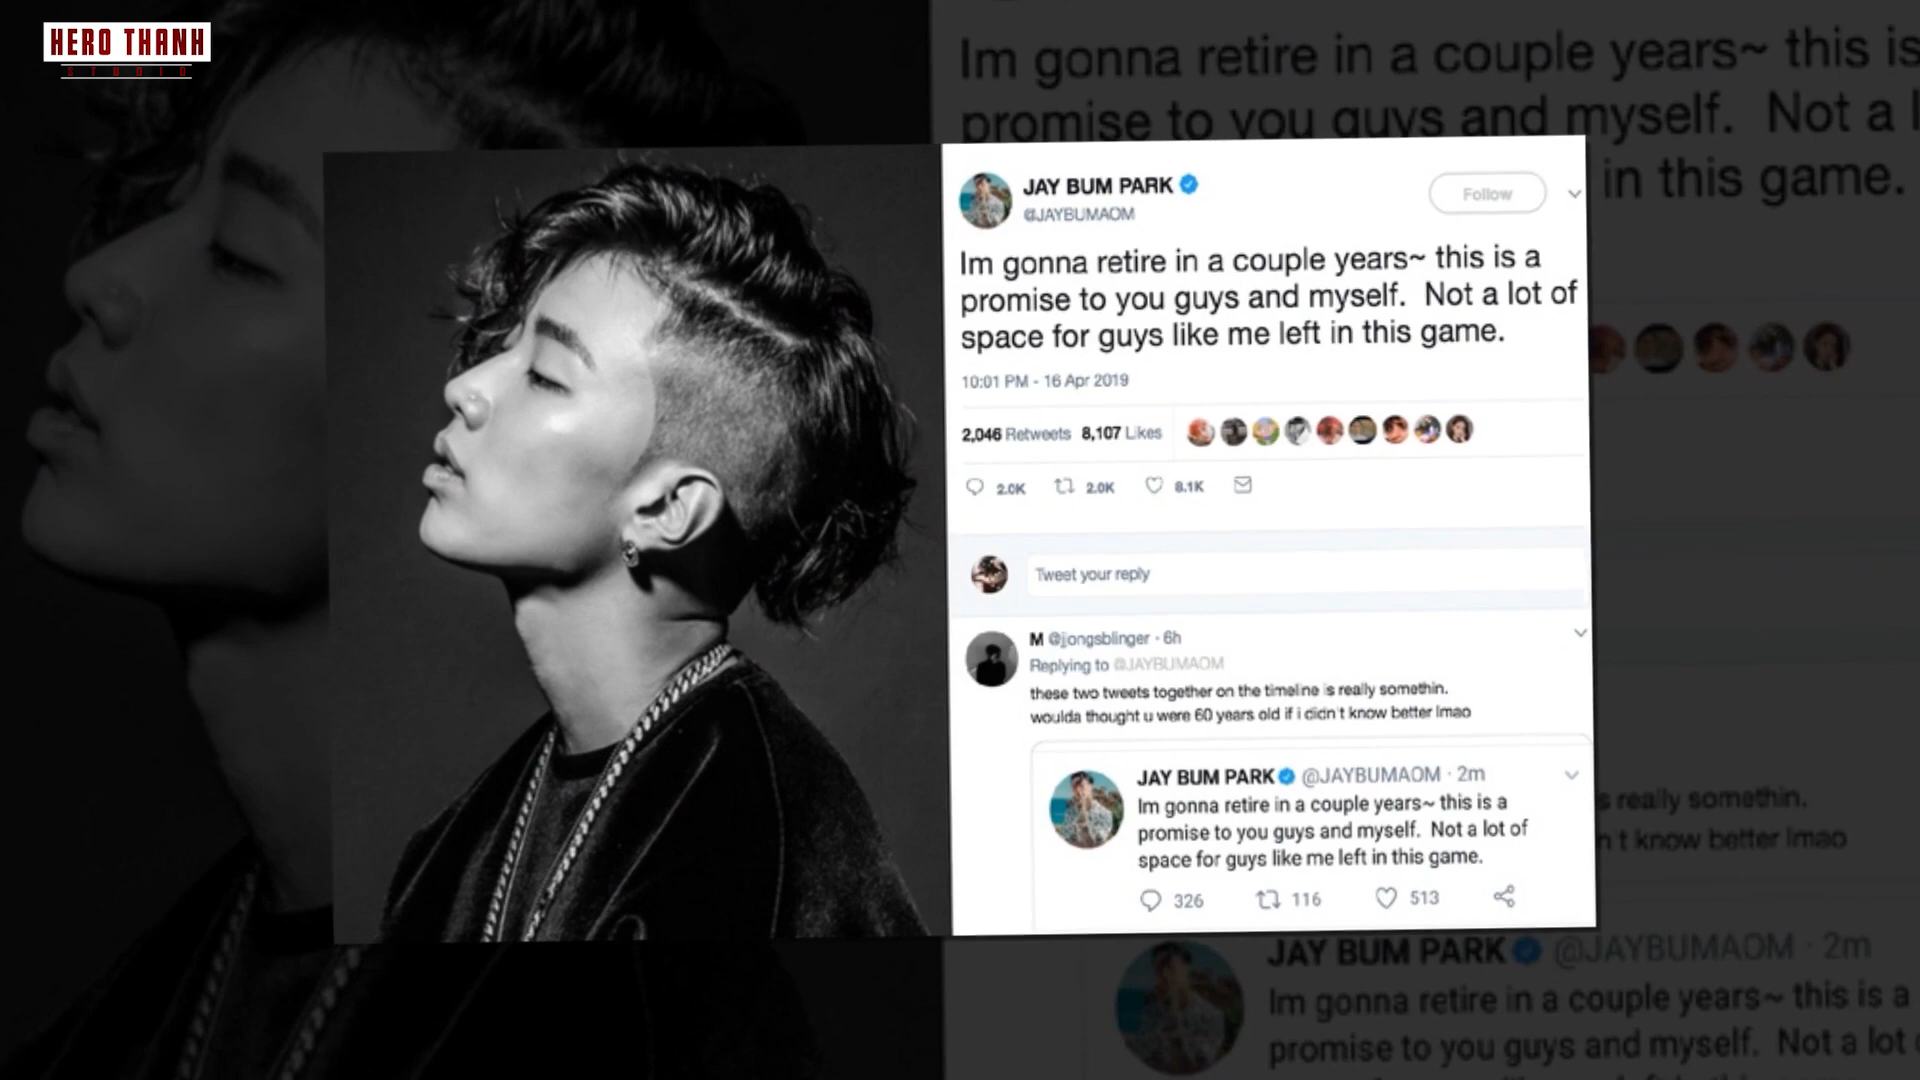 HERO THANH
STUDIO
Im gonna retire in a couple years~ this is
promise to you guys and myself. Not a l
in this game.
JAY BUM PARK
@JAYBUMAOM
Follow
Im gonna retire in a couple years~ this is a
promise to you guys and myself. Not a lot of
space for guys like me left in this game.
10:01 PM - 16 Apr 2019
2,046 Retweets 8,107 Likes
2.0K 2.0K 8.1K
Tweet your reply
M @jongsblinger · 6h
Replying to @JAYBUMAOM
these two tweets together on the timeline is really somethin.
woulda thought u were 60 years old if i didn't know better lmao
JAY BUM PARK @JAYBUMAOM · 2m
Im gonna retire in a couple years~ this is a
promise to you guys and myself. Not a lot of
space for guys like me left in this game.
326 116 513
s really somethin.
n't know better lmao
JAY BUM PARK @JAYBUMAOM · 2m
Im gonna retire in a couple years~ this is a
promise to you guys and myself. Not a lot